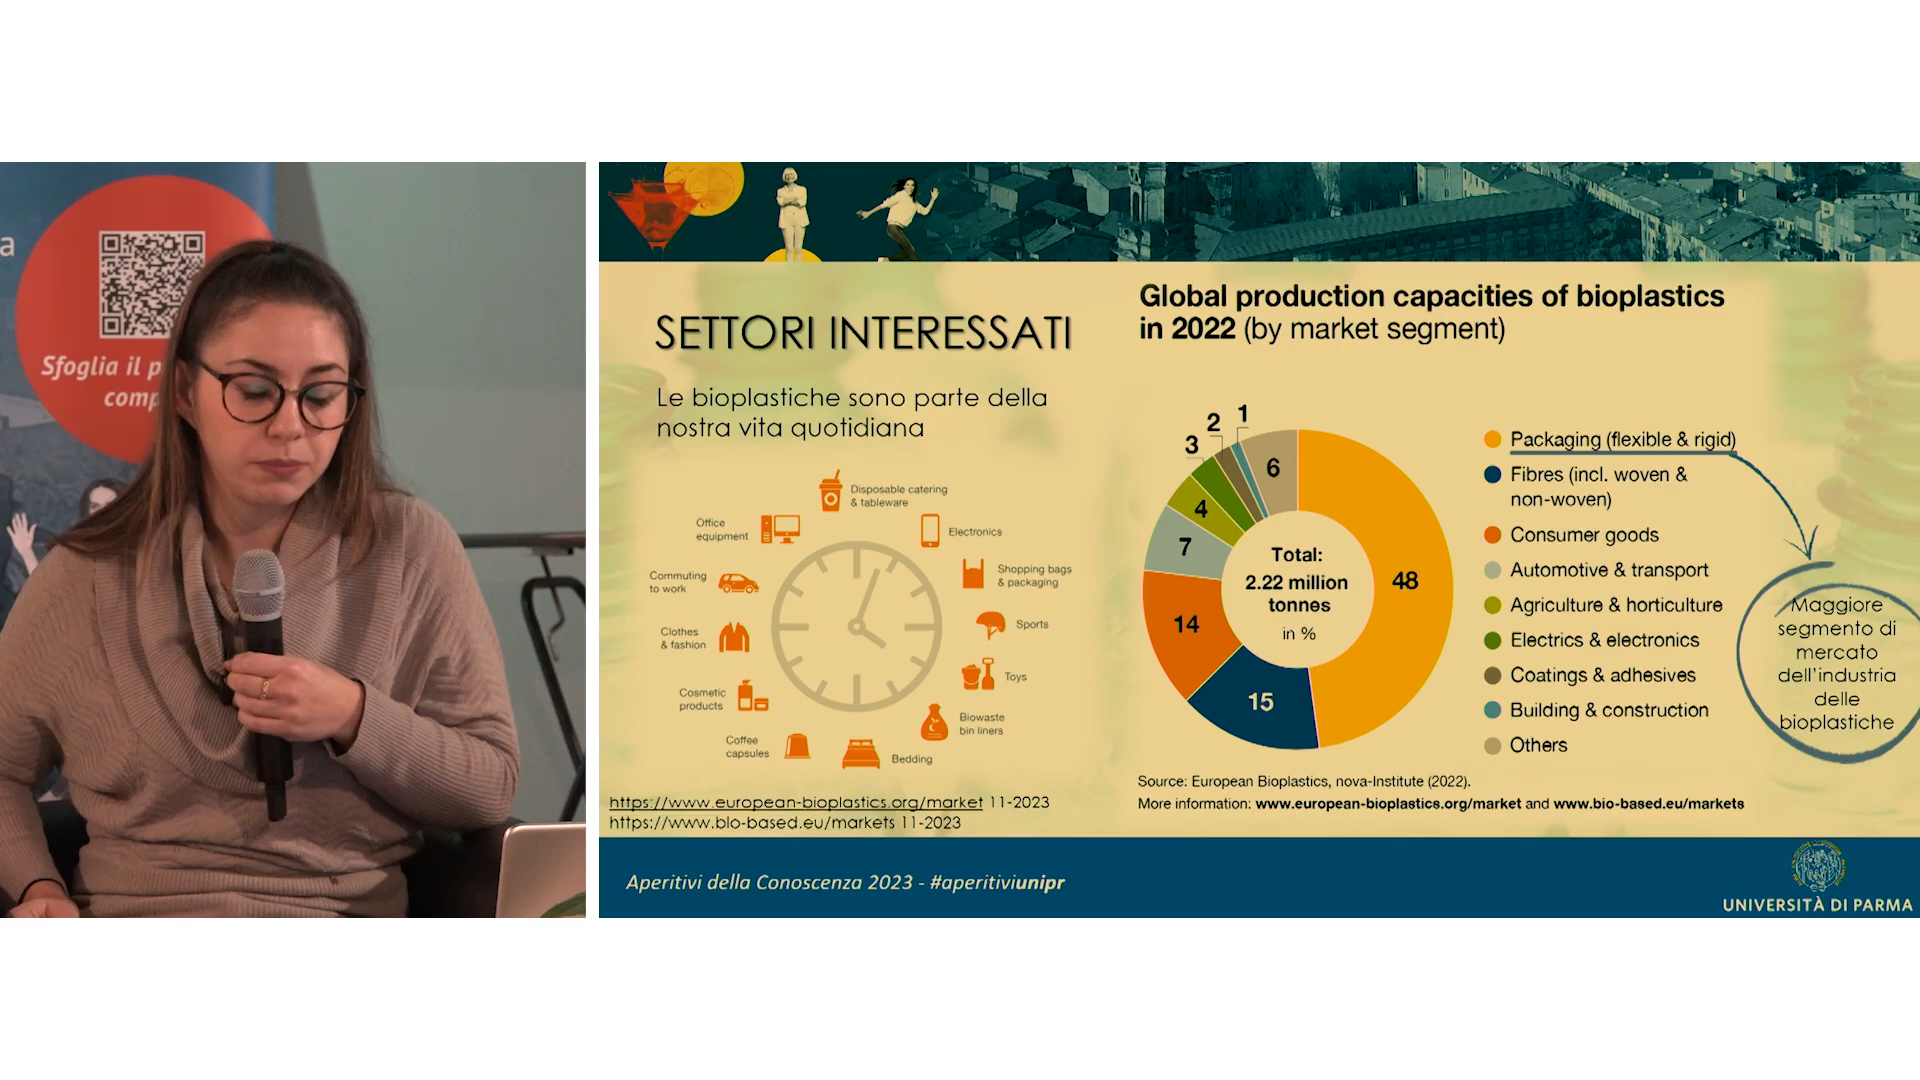 a
Sfoglia il p
comp
SETTORI INTERESSATI
Le bioplastiche sono parte della
nostra vita quotidiana
Disposable catering
& tableware
Office
equipment
Electronics
Commuting
to work
Shopping bags
& packaging
Clothes
& fashion
Sports
Cosmetic
products
Toys
Biowaste
bin liners
Coffee
capsules
Bedding
https://www.european-bioplastics.org/market 11-2023
https://www.bio-based.eu/markets 11-2023
Global production capacities of bioplastics
in 2022 (by market segment)
1
2
3
6
4
7
48
14
15
Total:
2.22 million
tonnes
in %
Packaging (flexible & rigid)
Fibres (incl. woven &
non-woven)
Consumer goods
Automotive & transport
Agriculture & horticulture
Electrics & electronics
Coatings & adhesives
Building & construction
Others
Maggiore
segmento di
mercato
dell'industria
delle
bioplastiche
Source: European Bioplastics, nova-Institute (2022).
More information: www.european-bioplastics.org/market and www.bio-based.eu/markets
Aperitivi della Conoscenza 2023 - #aperitiviunipr
UNIVERSITÀ DI PARMA